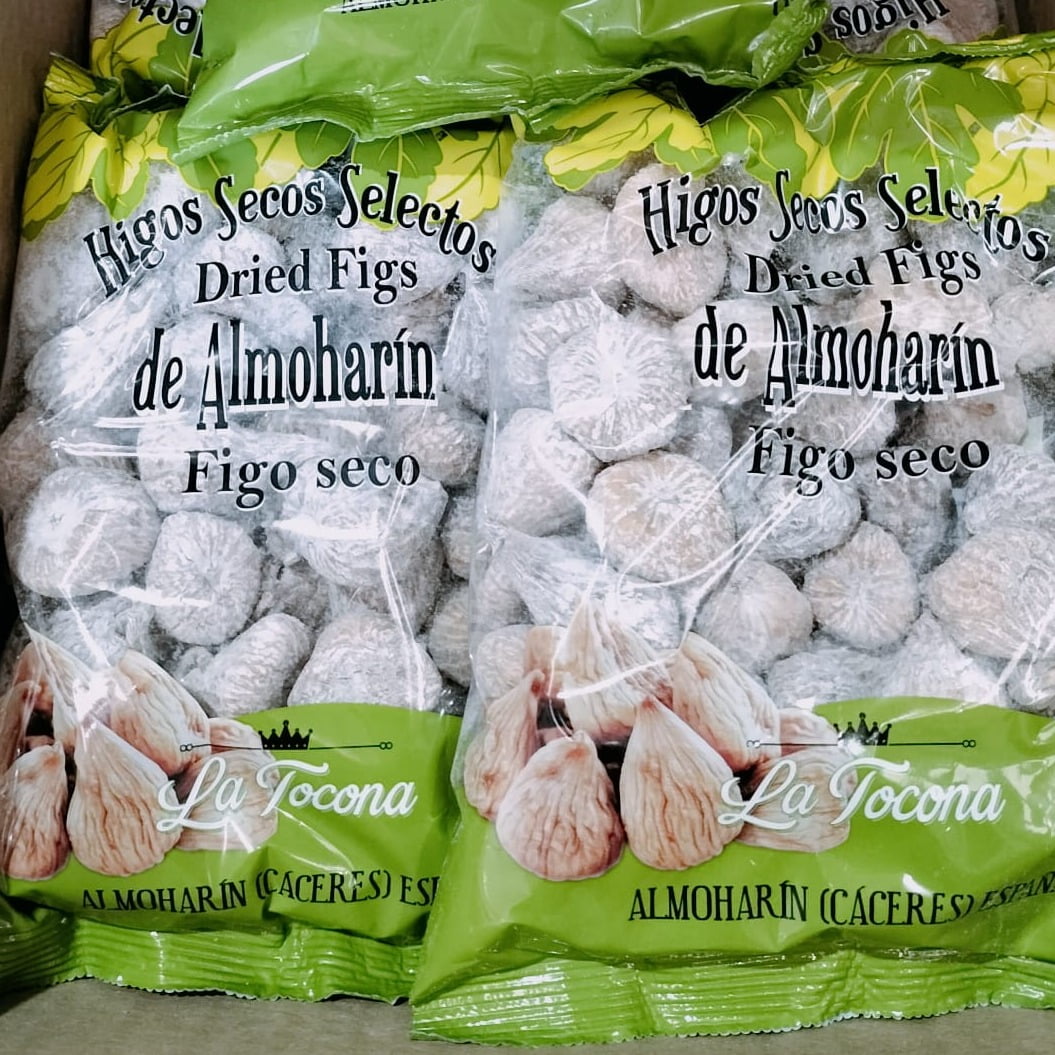 Higos Secos Selectos
Dried Figs
de Almoharín
Figo seco
La Tocona
ALMOHARÍN (CÁCERES)
Higos Secos Selectos
Dried Figs
de Almoharín
Figo seco
La Tocona
ALMOHARÍN (CÁCERES) ESPAÑ